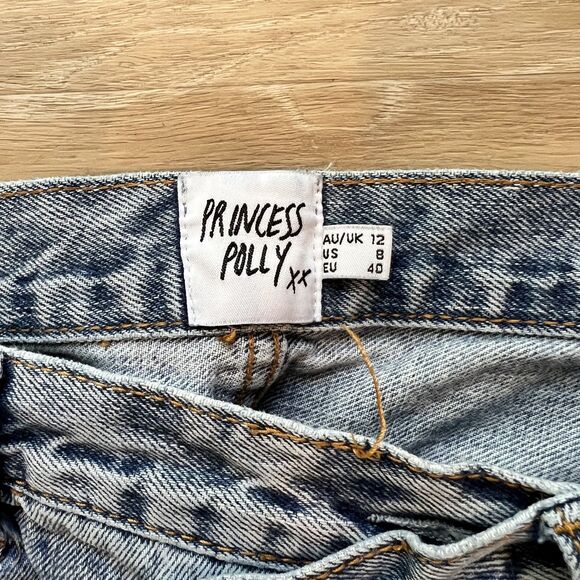 PRINCESS
POLLY xx
AU/UK 12
US 8
EU 40